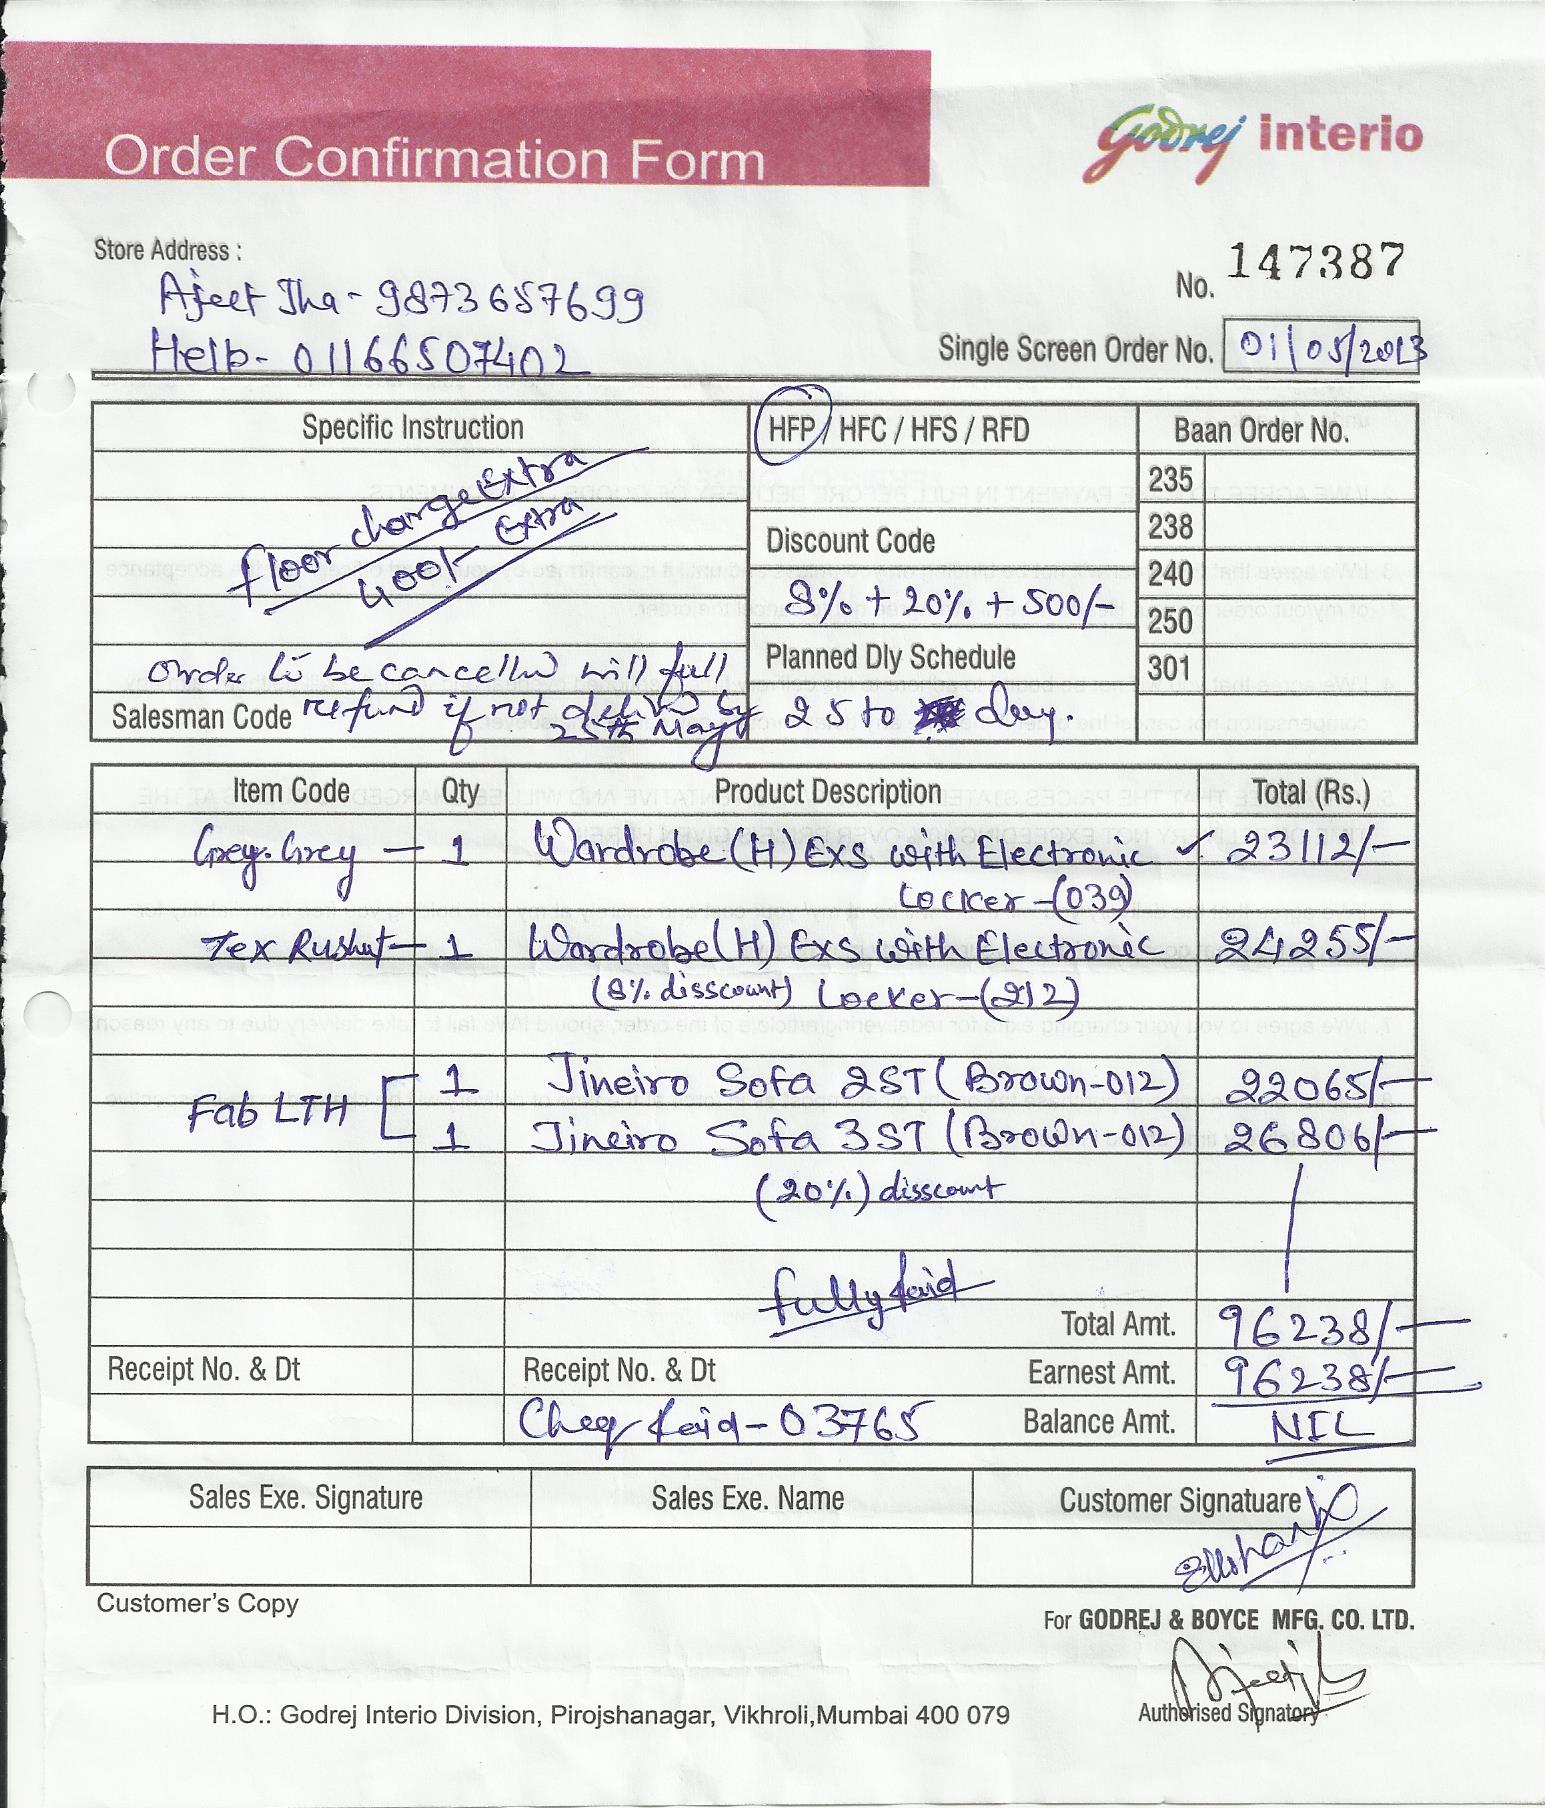 Order Confirmation Form
Godrej interio
Store Address :
Ajeet Jha - 9873657699
Help - 01166507402
No. 147387
Single Screen Order No. 01/05/2013
Specific Instruction
HFP / HFC / HFS / RFD
Baan Order No.
floor charge Extra
400/- Extra
235
238
Discount Code
240
8% + 20% + 500/-
250
Planned Dly Schedule
301
Order to be cancelled will full
Salesman Code refund if not delivd by
25th May
25 to day.
Item Code Qty Product Description Total (Rs.)
Grey - 1 Wardrobe (H) Exs with Electronic ✓ 23112/-
Locker - (039)
Tex - 1 Wardrobe (H) Exs with Electronic 24255/-
(8% disscount) Locker - (212)
1 Jineiro Sofa 2ST (Brown-012) 22065/-
Fab LTH
1 Jineiro Sofa 3ST (Brown-012) 26806/-
(20%) disscount
fully paid
Total Amt. 96238/-
Receipt No. & Dt Receipt No. & Dt Earnest Amt. 96238/-
Cheq paid - 03765 Balance Amt. NIL
Sales Exe. Signature Sales Exe. Name Customer Signatuare
Customer's Copy
For GODREJ & BOYCE MFG. CO. LTD.
Authorised Signatory
H.O.: Godrej Interio Division, Pirojshanagar, Vikhroli,Mumbai 400 079